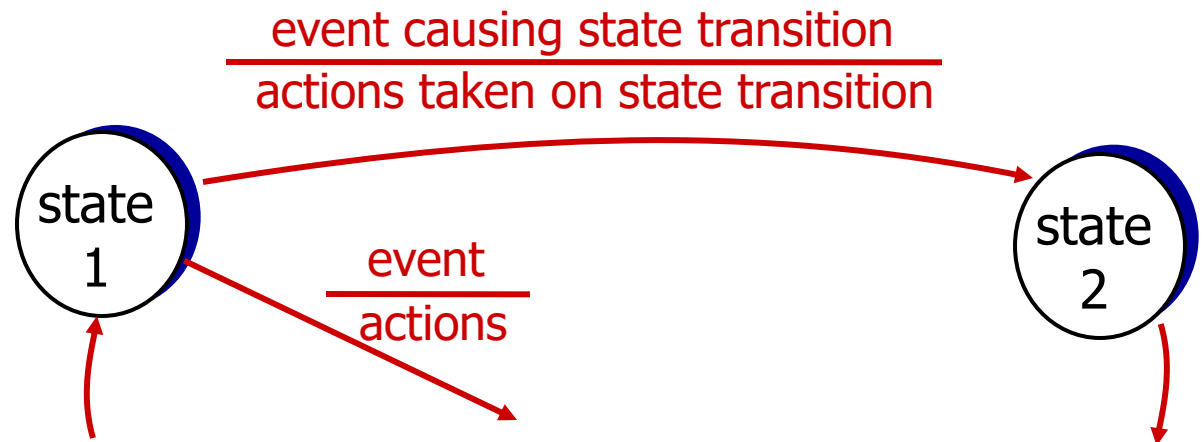 event causing state transition
actions taken on state transition
state
1
event
actions
state
2